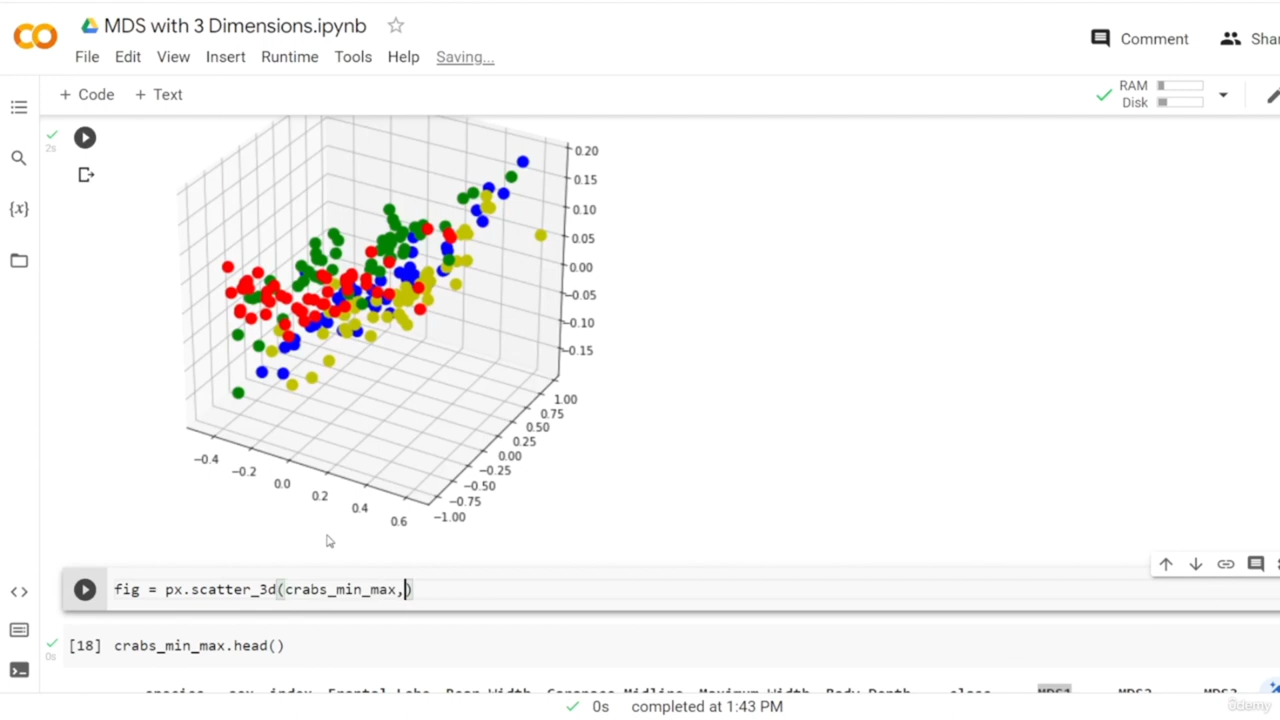 MDS with 3 Dimensions.ipynb
File Edit View Insert Runtime Tools Help Saving...
Comment
+ Code + Text
RAM
Disk
2s
{x}
0.20
0.15
0.10
0.05
0.00
−0.05
−0.10
−0.15
1.00
0.75
0.50
0.25
0.00
−0.25
−0.50
−0.75
−1.00
−0.4
−0.2
0.0
0.2
0.4
0.6
fig = px.scatter_3d(crabs_min_max,)
[18] crabs_min_max.head()
0s
0s completed at 1:43 PM
ûdemy